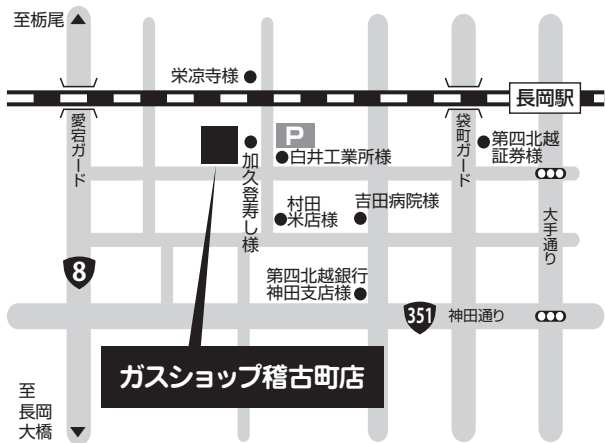 至栃尾
栄凉寺様
長岡駅
愛宕ガード
P
袋町ガード
第四北越
証券様
加久登寿し様
白井工業所様
村田
米店様
吉田病院様
大手通り
8
第四北越銀行
神田支店様
351
神田通り
ガスショップ稽古町店
至
長岡
大橋